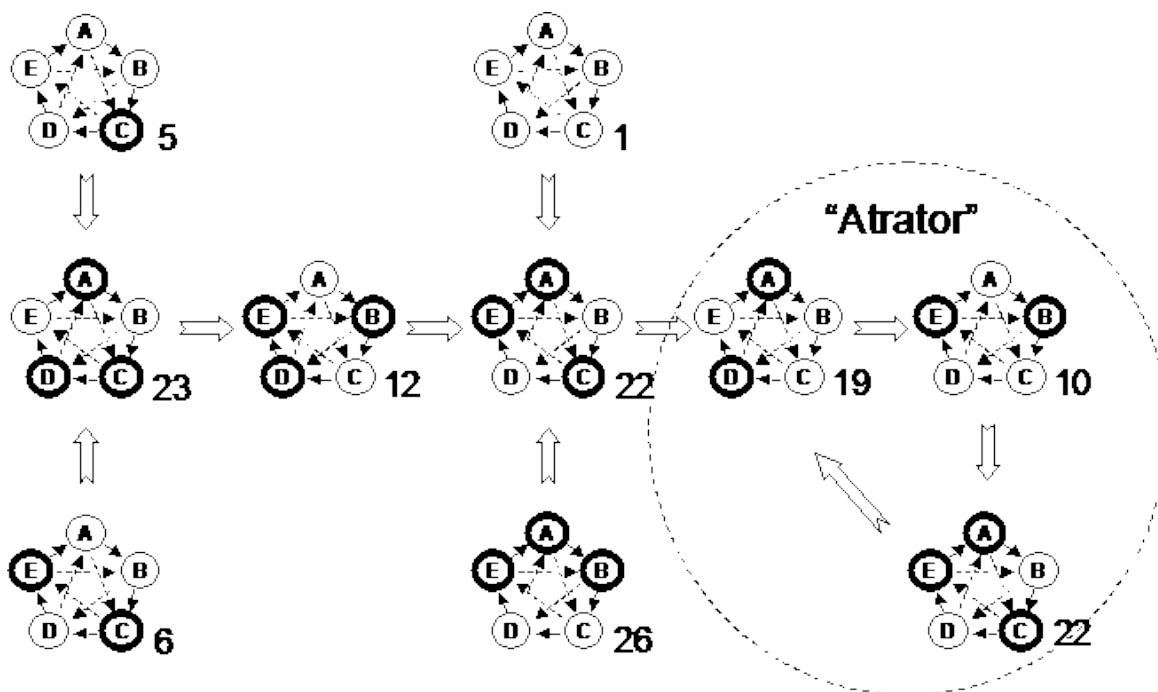 A A
E B E B
D C 5 D C 1
“Atrator”
A A A A A
E B E B E B E B E B
D C 23 D C 12 D C 22 D C 19 D C 10
A A A
E B E B E B
D C 6 D C 26 D C 22